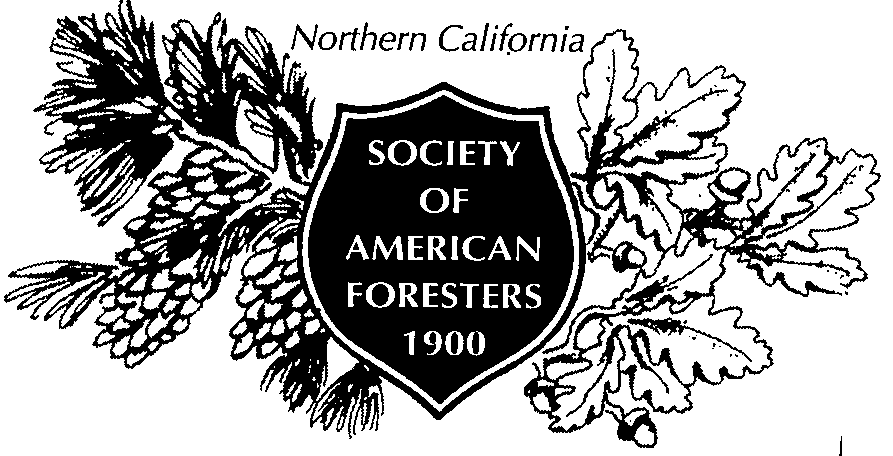 Northern California
SOCIETY
OF
AMERICAN
FORESTERS
1900